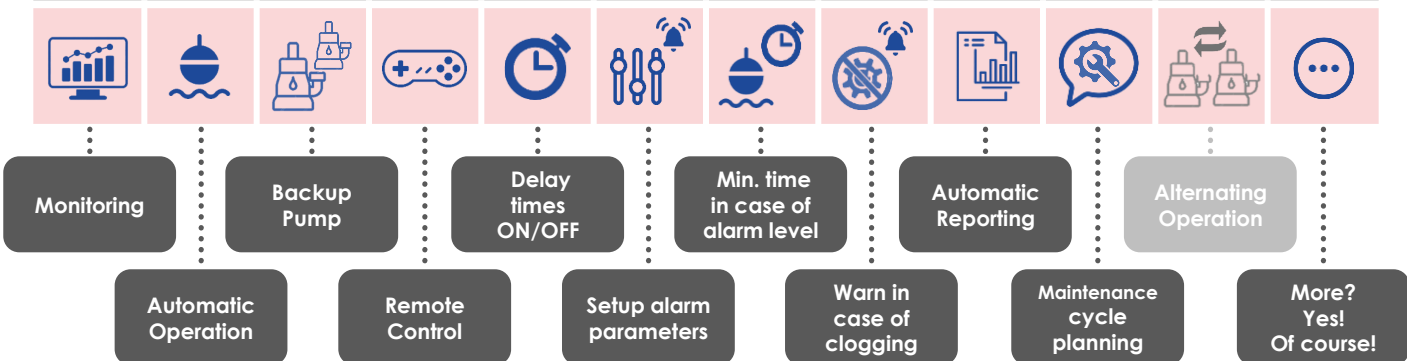 Monitoring
Automatic
Operation
Backup
Pump
Remote
Control
Delay
times
ON/OFF
Setup alarm
parameters
Min. time
in case of
alarm level
Warn in
case of
clogging
Automatic
Reporting
Maintenance
cycle
planning
Alternating
Operation
More?
Yes!
Of course!